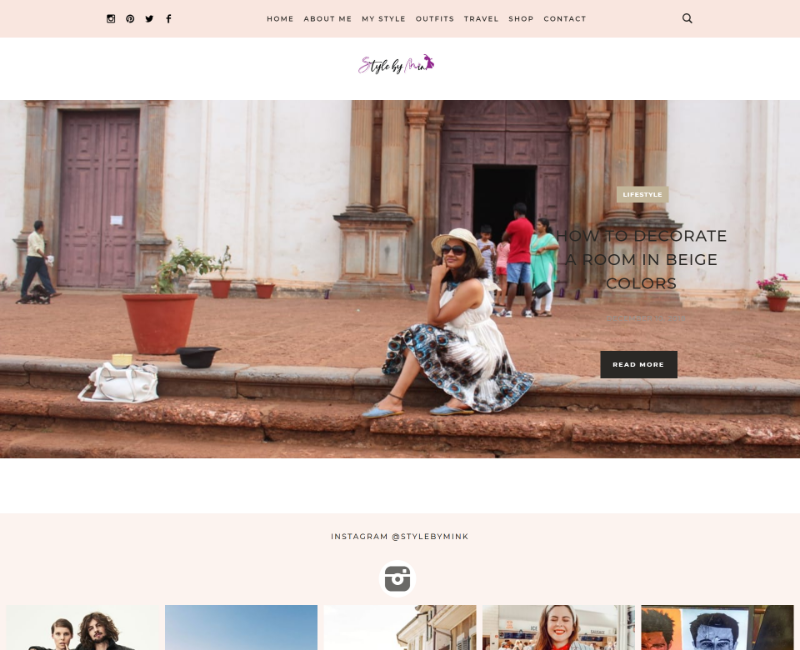 HOME ABOUT ME MY STYLE OUTFITS TRAVEL SHOP CONTACT
Style by Mink
LIFESTYLE
HOW TO DECORATE
A ROOM IN BEIGE
COLORS
READ MORE
INSTAGRAM @STYLEBYMINK